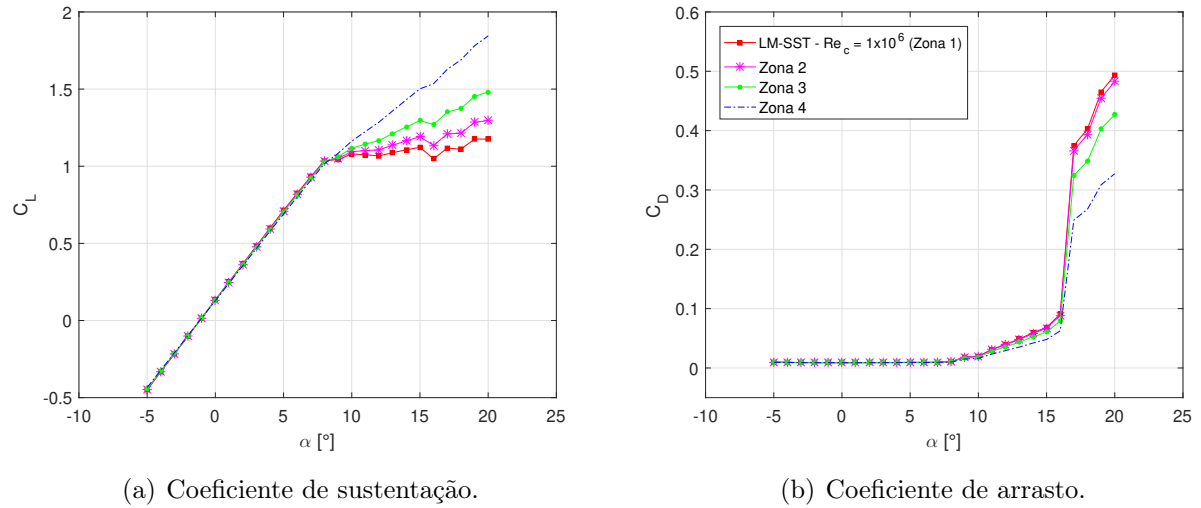 2
1.5
1
0.5
0
-0.5
-10
-5
0
5
10
15
20
25
C_L
α [°]
0.6
0.5
0.4
0.3
0.2
0.1
0
-10
-5
0
5
10
15
20
25
C_D
α [°]
LM-SST - Re_c = 1x10^6 (Zona 1)
Zona 2
Zona 3
Zona 4
(a) Coeficiente de sustentação.
(b) Coeficiente de arrasto.